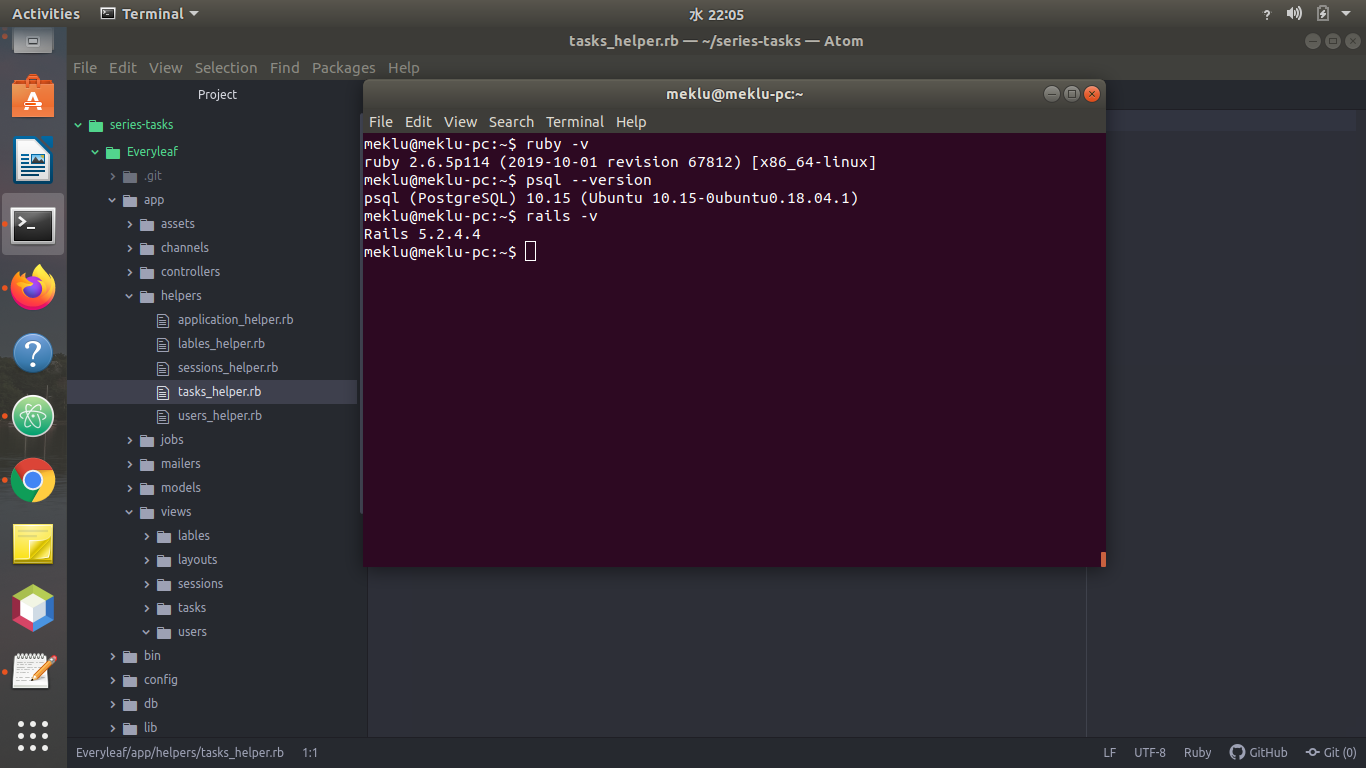 Activities Terminal 水 22:05
tasks_helper.rb — ~/series-tasks — Atom
File Edit View Selection Find Packages Help
Project
series-tasks
Everyleaf
.git
app
assets
channels
controllers
helpers
application_helper.rb
lables_helper.rb
sessions_helper.rb
tasks_helper.rb
users_helper.rb
jobs
mailers
models
views
lables
layouts
sessions
tasks
users
bin
config
db
lib
meklu@meklu-pc:~
File Edit View Search Terminal Help
meklu@meklu-pc:~$ ruby -v
ruby 2.6.5p114 (2019-10-01 revision 67812) [x86_64-linux]
meklu@meklu-pc:~$ psql --version
psql (PostgreSQL) 10.15 (Ubuntu 10.15-0ubuntu0.18.04.1)
meklu@meklu-pc:~$ rails -v
Rails 5.2.4.4
meklu@meklu-pc:~$
Everyleaf/app/helpers/tasks_helper.rb 1:1 LF UTF-8 Ruby GitHub Git (0)